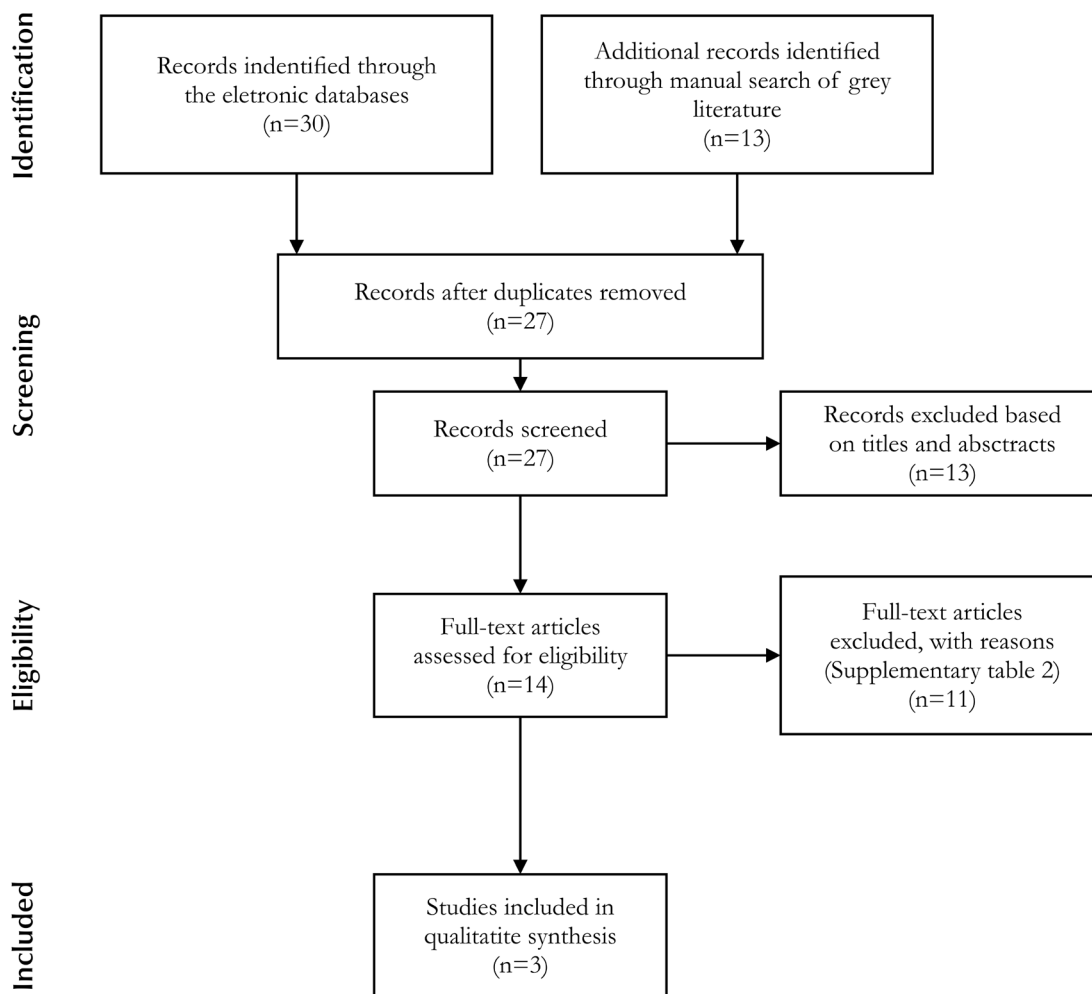 Identification
Records indentified through
the eletronic databases
(n=30)
Additional records identified
through manual search of grey
literature
(n=13)
Screening
Records after duplicates removed
(n=27)
Records screened
(n=27)
Records excluded based
on titles and absctracts
(n=13)
Eligibility
Full-text articles
assessed for eligibility
(n=14)
Full-text articles
excluded, with reasons
(Supplementary table 2)
(n=11)
Included
Studies included in
qualitatite synthesis
(n=3)